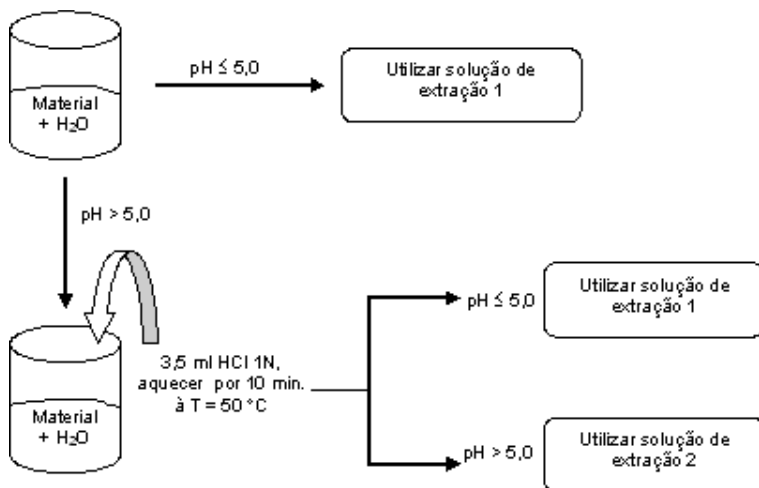 pH ≤ 5,0
Utilizar solução de
extração 1
Material
+ H₂O
pH > 5,0
pH ≤ 5,0
Utilizar solução de
extração 1
3,5 ml HCl 1N,
aquecer por 10 min.
à T = 50 °C
Material
+ H₂O
pH > 5,0
Utilizar solução de
extração 2